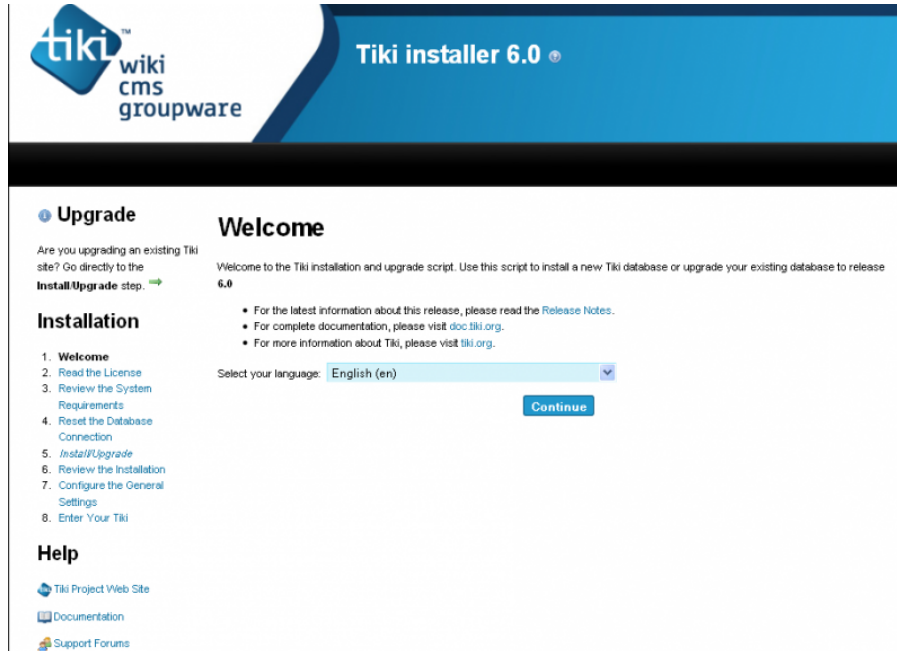 tiki™
wiki
cms
groupware
Tiki installer 6.0
Upgrade
Are you upgrading an existing Tiki
site? Go directly to the
Install/Upgrade step.
Installation
1. Welcome
2. Read the License
3. Review the System
Requirements
4. Reset the Database
Connection
5. Install/Upgrade
6. Review the Installation
7. Configure the General
Settings
8. Enter Your Tiki
Help
Tiki Project Web Site
Documentation
Support Forums
Welcome
Welcome to the Tiki installation and upgrade script. Use this script to install a new Tiki database or upgrade your existing database to release
6.0
• For the latest information about this release, please read the Release Notes.
• For complete documentation, please visit doc.tiki.org.
• For more information about Tiki, please visit tiki.org.
Select your language: English (en)
Continue